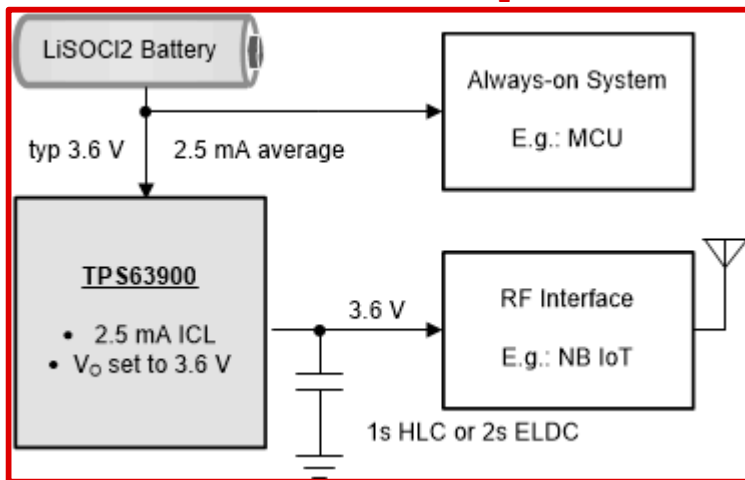 LiSOCl2 Battery
Always-on System
E.g.: MCU
typ 3.6 V
2.5 mA average
TPS63900
• 2.5 mA ICL
• VO set to 3.6 V
3.6 V
RF Interface
E.g.: NB IoT
1s HLC or 2s ELDC